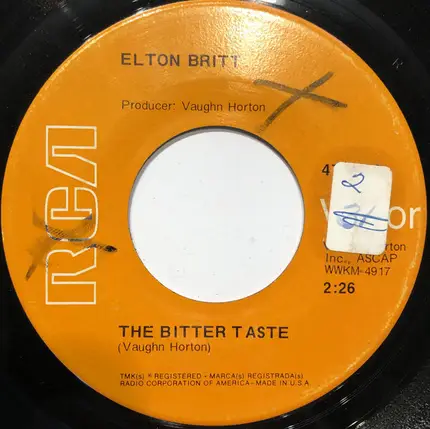 ELTON BRITT
Producer: Vaughn Horton
RCA
2
Inc., ASCAP
WWKM-4917
2:26
THE BITTER TASTE
(Vaughn Horton)
TMK(s) ® REGISTERED - MARCA(s) REGISTRADA(s)
RADIO CORPORATION OF AMERICA-MADE IN U.S.A
R